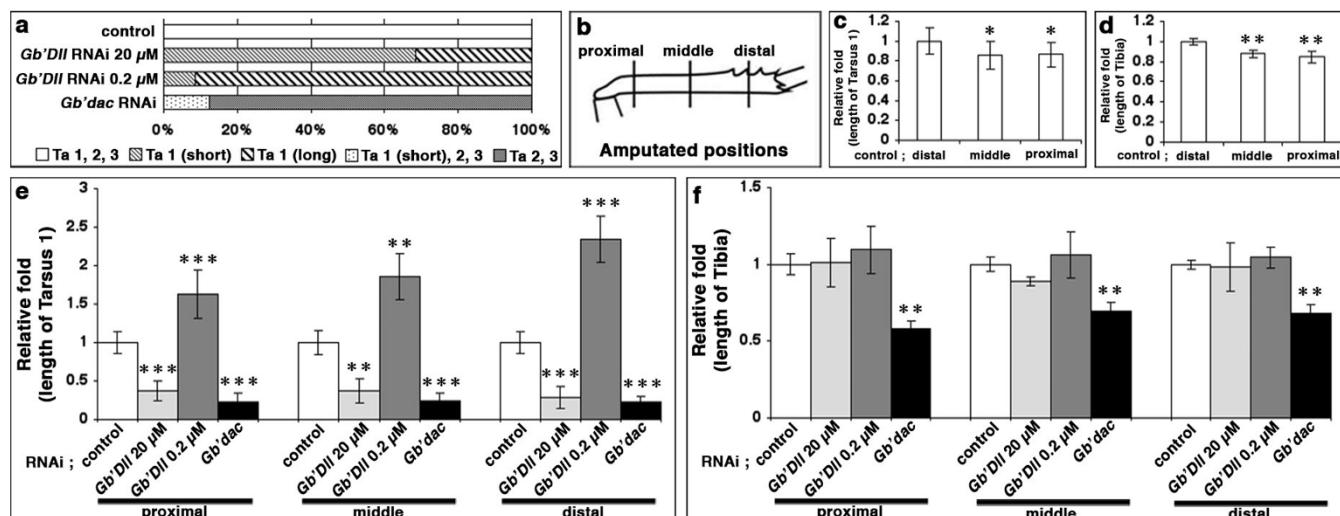 a
control
Gb'Dll RNAi 20 µM
Gb'Dll RNAi 0.2 µM
Gb'dac RNAi
0% 20% 40% 60% 80% 100%
Ta 1, 2, 3 Ta 1 (short) Ta 1 (long) Ta 1 (short), 2, 3 Ta 2, 3
b
proximal middle distal
Amputated positions
c
Relative fold
(length of Tarsus 1)
1.2
1
0.8
0.6
0.4
0.2
0
* *
control ; distal middle proximal
d
Relative fold
(length of Tibia)
1.2
1
0.8
0.6
0.4
0.2
0
** **
control ; distal middle proximal
e
Relative fold
(length of Tarsus 1)
3
2.5
2
1.5
1
0.5
0
*** *** ***
** ** ***
*** *** ***
RNAi ;
control Gb'Dll 20 µM Gb'Dll 0.2 µM Gb'dac
control Gb'Dll 20 µM Gb'Dll 0.2 µM Gb'dac
control Gb'Dll 20 µM Gb'Dll 0.2 µM Gb'dac
proximal middle distal
f
Relative fold
(length of Tibia)
1.5
1
0.5
0
** ** **
RNAi ;
control Gb'Dll 20 µM Gb'Dll 0.2 µM Gb'dac
control Gb'Dll 20 µM Gb'Dll 0.2 µM Gb'dac
control Gb'Dll 20 µM Gb'Dll 0.2 µM Gb'dac
proximal middle distal